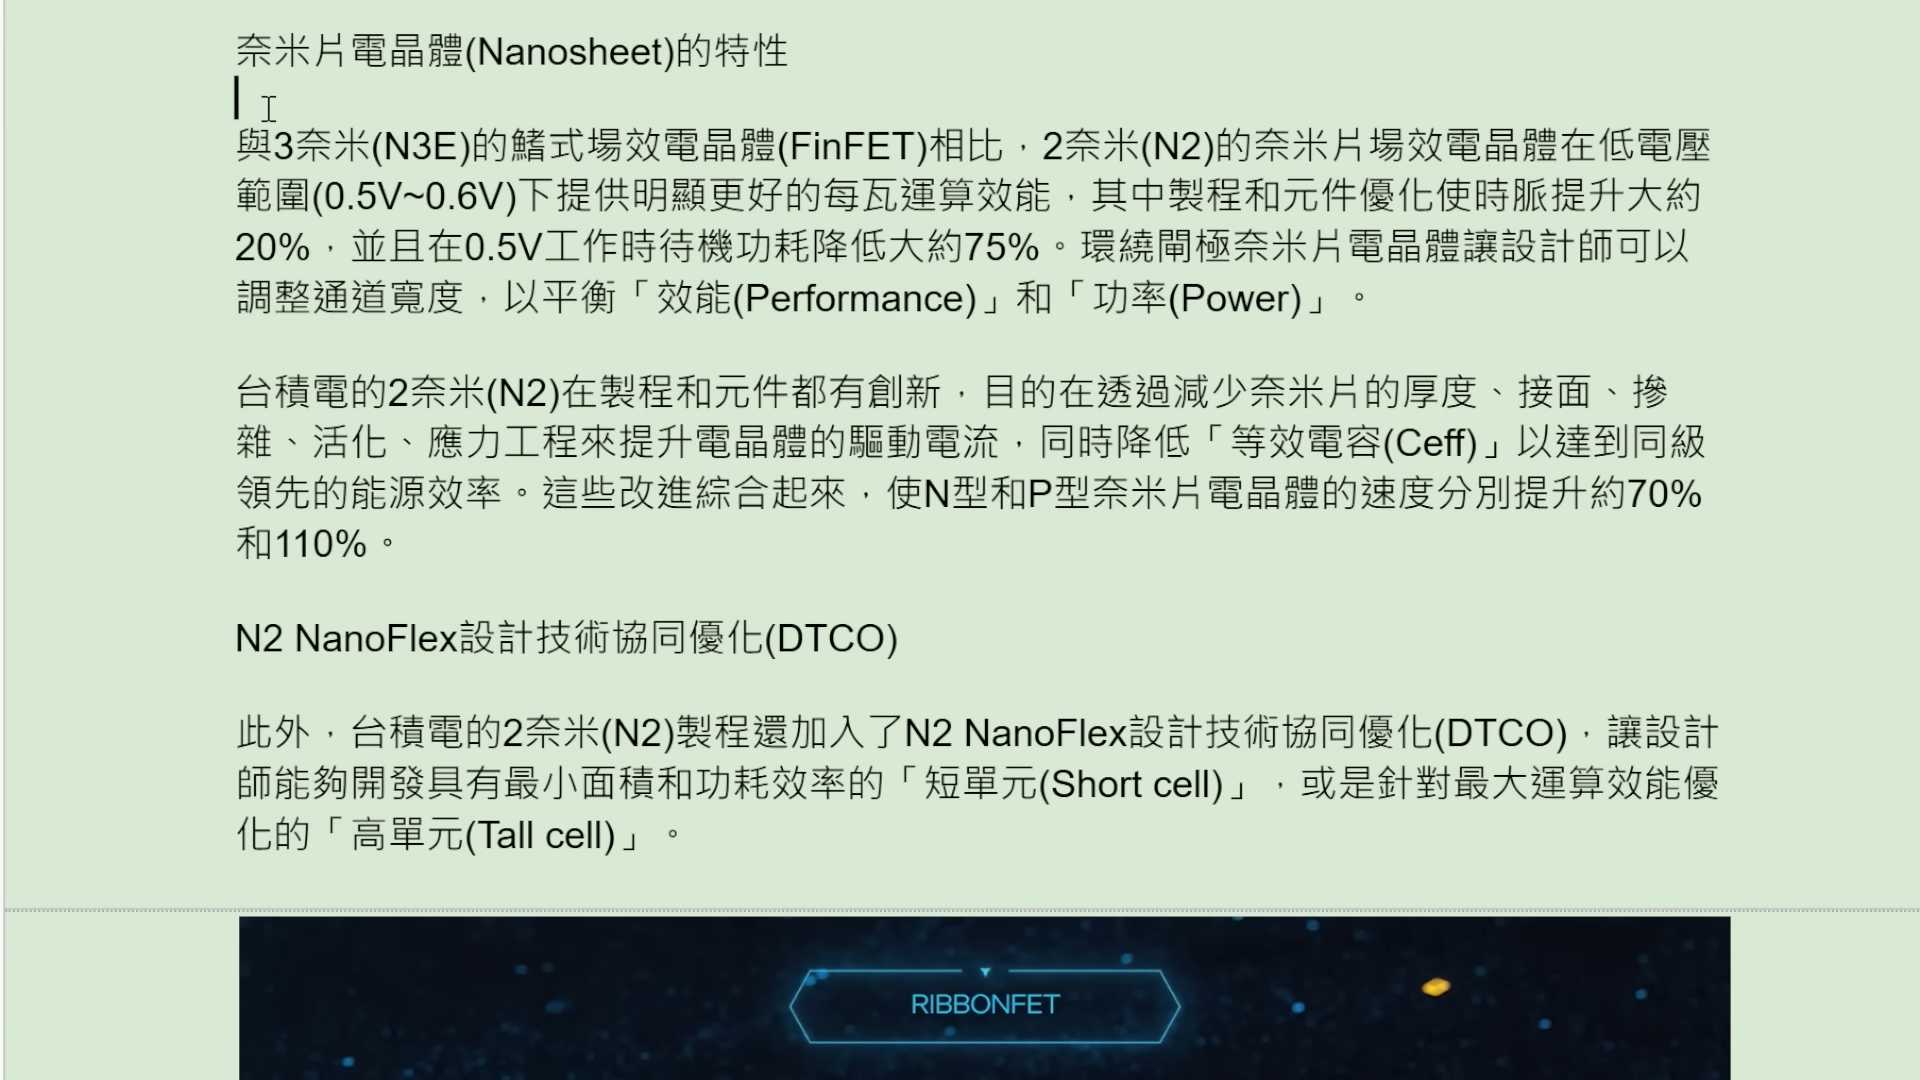 奈米片電晶體(Nanosheet)的特性
與3奈米(N3E)的鰭式場效電晶體(FinFET)相比，2奈米(N2)的奈米片場效電晶體在低電壓
範圍(0.5V~0.6V)下提供明顯更好的每瓦運算效能，其中製程和元件優化使時脈提升大約
20%，並且在0.5V工作時待機功耗降低大約75%。環繞閘極奈米片電晶體讓設計師可以
調整通道寬度，以平衡「效能(Performance)」和「功率(Power)」。
台積電的2奈米(N2)在製程和元件都有創新，目的在透過減少奈米片的厚度、接面、摻
雜、活化、應力工程來提升電晶體的驅動電流，同時降低「等效電容(Ceff)」以達到同級
領先的能源效率。這些改進綜合起來，使N型和P型奈米片電晶體的速度分別提升約70%
和110%。
N2 NanoFlex設計技術協同優化(DTCO)
此外，台積電的2奈米(N2)製程還加入了N2 NanoFlex設計技術協同優化(DTCO)，讓設計
師能夠開發具有最小面積和功耗效率的「短單元(Short cell)」，或是針對最大運算效能優
化的「高單元(Tall cell)」。
RIBBONFET